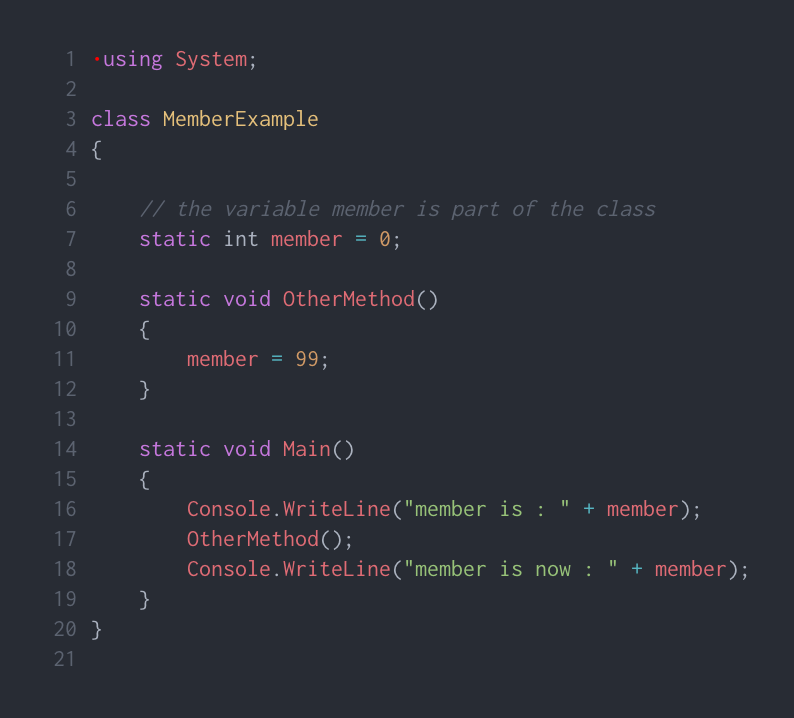 1 ·using System;
2
3 class MemberExample
4 {
5
6     // the variable member is part of the class
7     static int member = 0;
8
9     static void OtherMethod()
10     {
11         member = 99;
12     }
13
14     static void Main()
15     {
16         Console.WriteLine("member is : " + member);
17         OtherMethod();
18         Console.WriteLine("member is now : " + member);
19     }
20 }
21